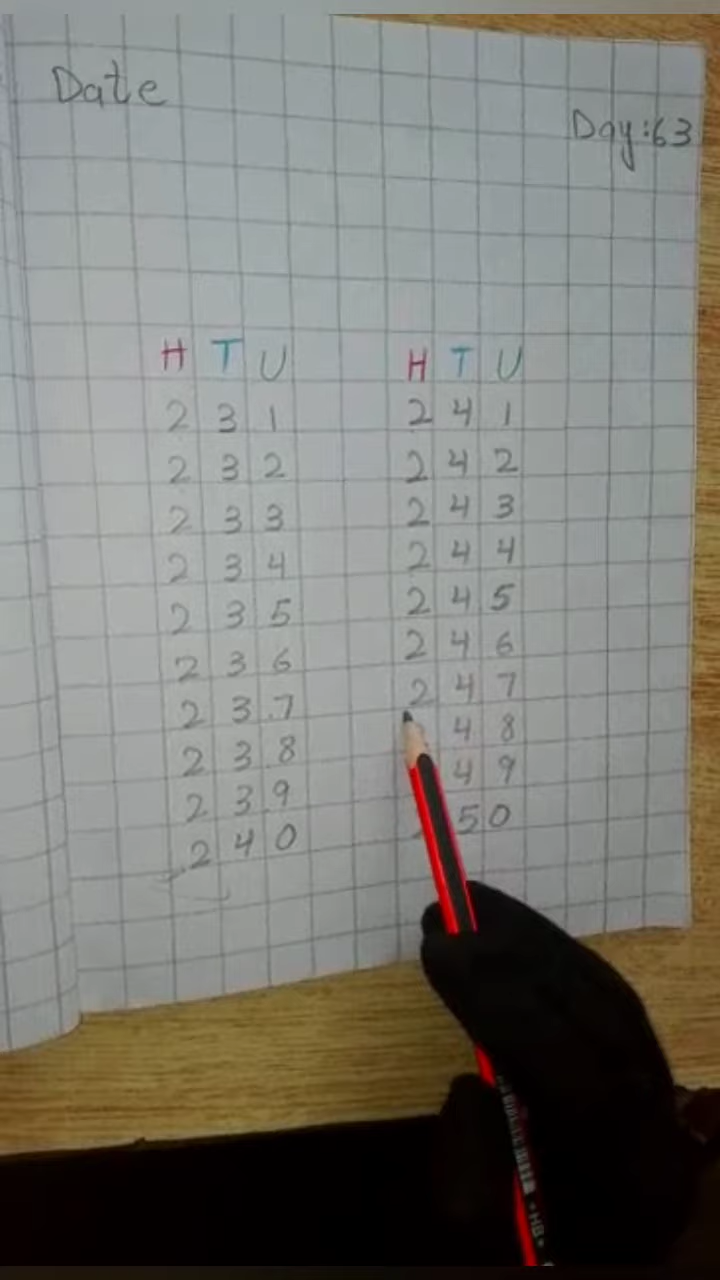 Date
Day:63
H T U
2 3 1
2 3 2
2 3 3
2 3 4
2 3 5
2 3 6
2 3.7
2 3 8
2 3.9
2 4 0
H T U
2 4 1
2 4 2
2 4 3
2 4 4
2 4 5
2 4 6
2 4 7
4 8
4 9
5 0
HB